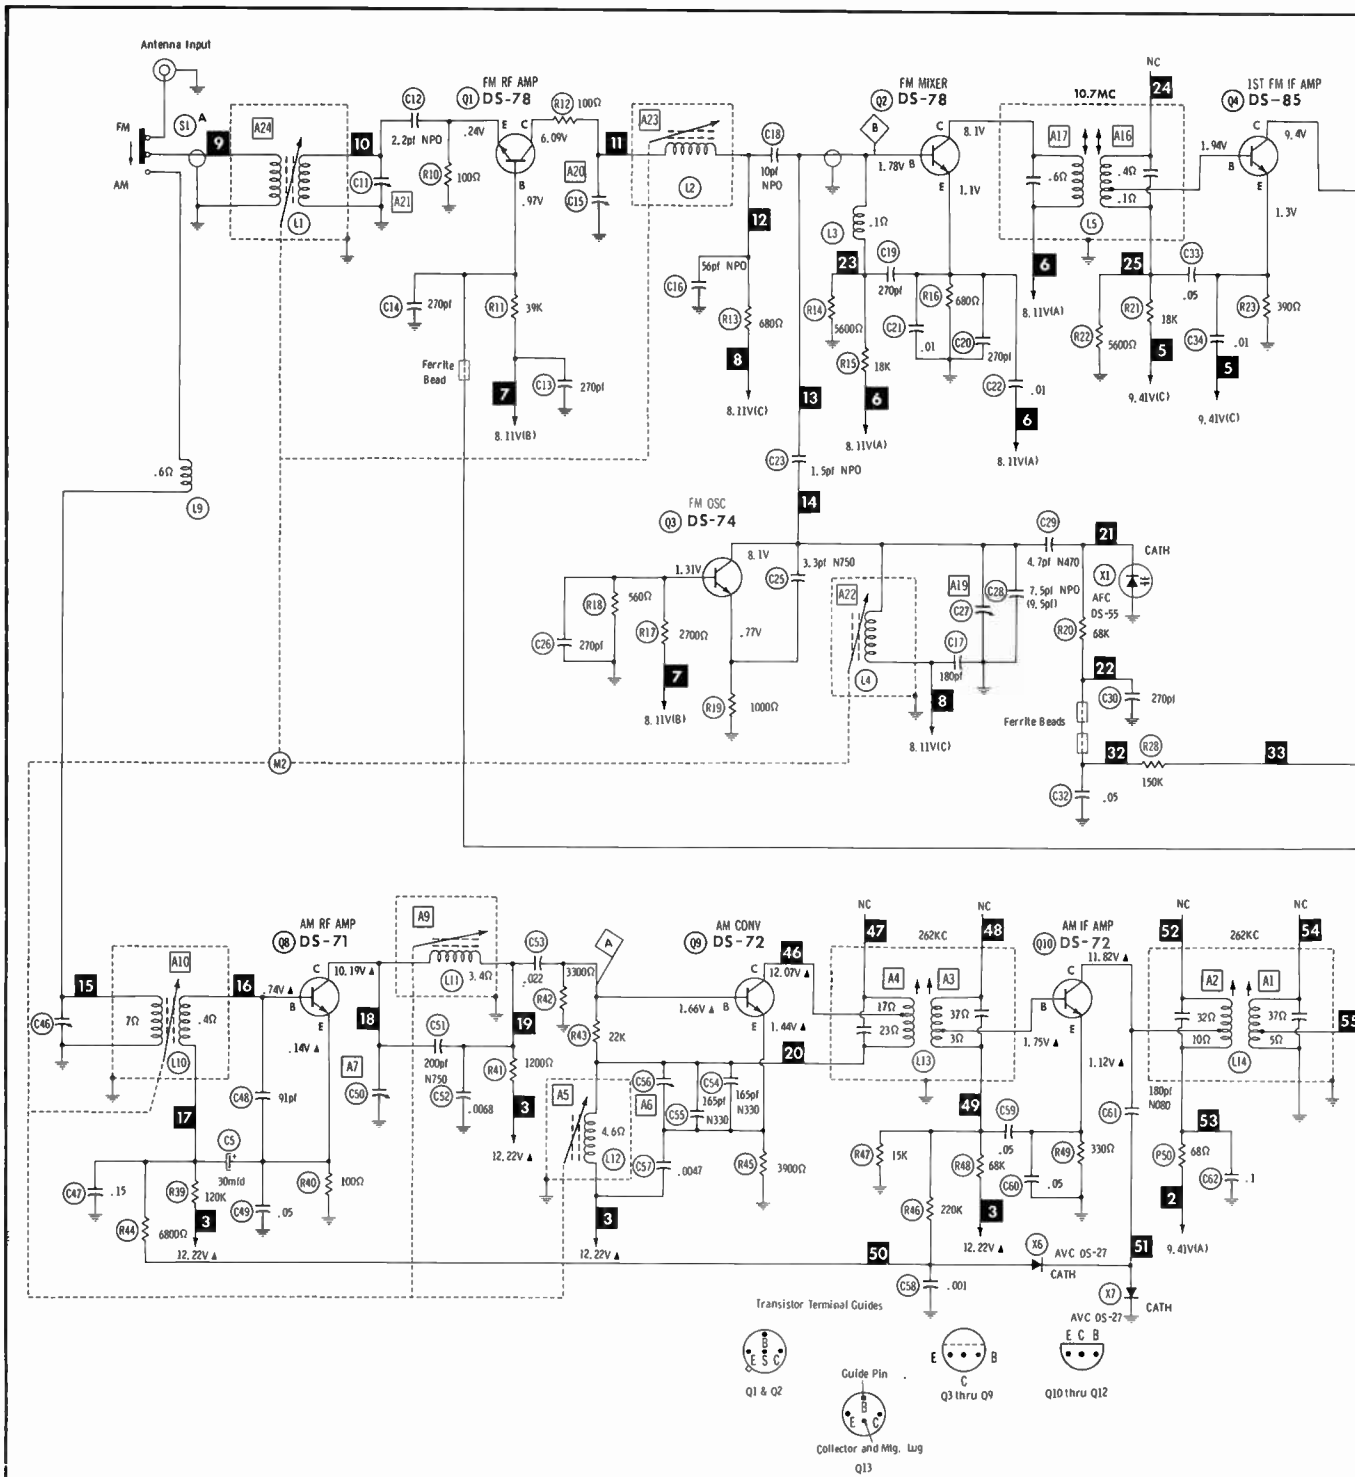 Antenna Input
FM
AM
S1 A
9
A24
L1
10
C12
2.2pf NPO
C11
A21
FM RF AMP
Q1 DS-78
.24V
E
C
B
6.09V
.97V
R10
100Ω
R12 100Ω
A20
C15
11
A23
L2
12
C18
10pf
NPO
C16
56pf NPO
R13
680Ω
8
8.11V(C)
C14
270pf
R11
39K
Ferrite
Bead
7
8.11V(B)
C13
270pf
FM MIXER
Q2 DS-78
B
1.78V
B
C
E
8.1V
1.1V
L3
.1Ω
23
C19
270pf
R14
5600Ω
R15
18K
6
8.11V(A)
R16
680Ω
C21
.01
C20
270pf
C22
.01
6
8.11V(A)
10.7MC
A17
A16
.6Ω
.4Ω
.1Ω
L5
NC
24
6
8.11V(A)
25
R22
5600Ω
R21
18K
5
9.41V(C)
C33
.05
C34
.01
5
9.41V(C)
1ST FM IF AMP
Q4 DS-85
1.94V
B
C
E
9.4V
1.3V
R23
390Ω
13
C23
1.5pf NPO
14
.6Ω
L9
FM OSC
Q3 DS-74
1.31V
8.1V
.77V
C25
3.3pf N750
R18
560Ω
R17
2700Ω
C26
270pf
7
8.11V(B)
R19
1000Ω
A22
L4
A19
C27
C28
7.5pf NPO
(9.5pf)
C17
180pf
8
8.11V(C)
C29
4.7pf N470
21
CATH
X1
AFC
DS-55
R20
68K
22
C30
270pf
Ferrite Beads
32
R28
150K
33
C32
.05
M2
15
C46
A10
7Ω
.4Ω
L10
16
17
AM RF AMP
Q8 DS-71
C
10.19V▲
.74V▲
B
E
.14V▲
C48
91pf
C5
30mfd
C47
.15
R39
120K
3
12.22V▲
R44
6800Ω
C49
.05
R40
100Ω
A7
C50
18
A9
L11
3.4Ω
C51
200pf
N750
C52
.0068
19
R41
1200Ω
3
12.22V▲
C53
.022
3300Ω
R42
A
R43
22K
A5
4.6Ω
L12
3
12.22V▲
A6
C56
C55
C54
165pf
N330
165pf
N330
C57
.0047
R45
3900Ω
AM CONV
Q9 DS-72
46
C
12.07V▲
1.66V▲
B
E
1.44V▲
20
NC
47
NC
48
262KC
A4
A3
17Ω
23Ω
37Ω
3Ω
L13
49
R47
15K
R48
68K
C59
.05
C60
.05
R49
330Ω
R46
220K
3
12.22V▲
50
C58
.001
AM IF AMP
Q10 DS-72
C
11.82V▲
B
1.75V▲
E
1.12V▲
C61
X6
AVC DS-27
CATH
51
X7
CATH
AVC DS-27
NC
52
NC
54
262KC
A2
A1
32Ω
10Ω
37Ω
5Ω
L14
55
180pf
N080
53
P50
68Ω
C62
.1
2
9.41V(A)
Transistor Terminal Guides
B
E S C
Q1 & Q2
Guide Pin
B
E C
Collector and Mtg. Lug
Q13
E
B
C
Q3 thru Q9
E C B
Q10 thru Q12